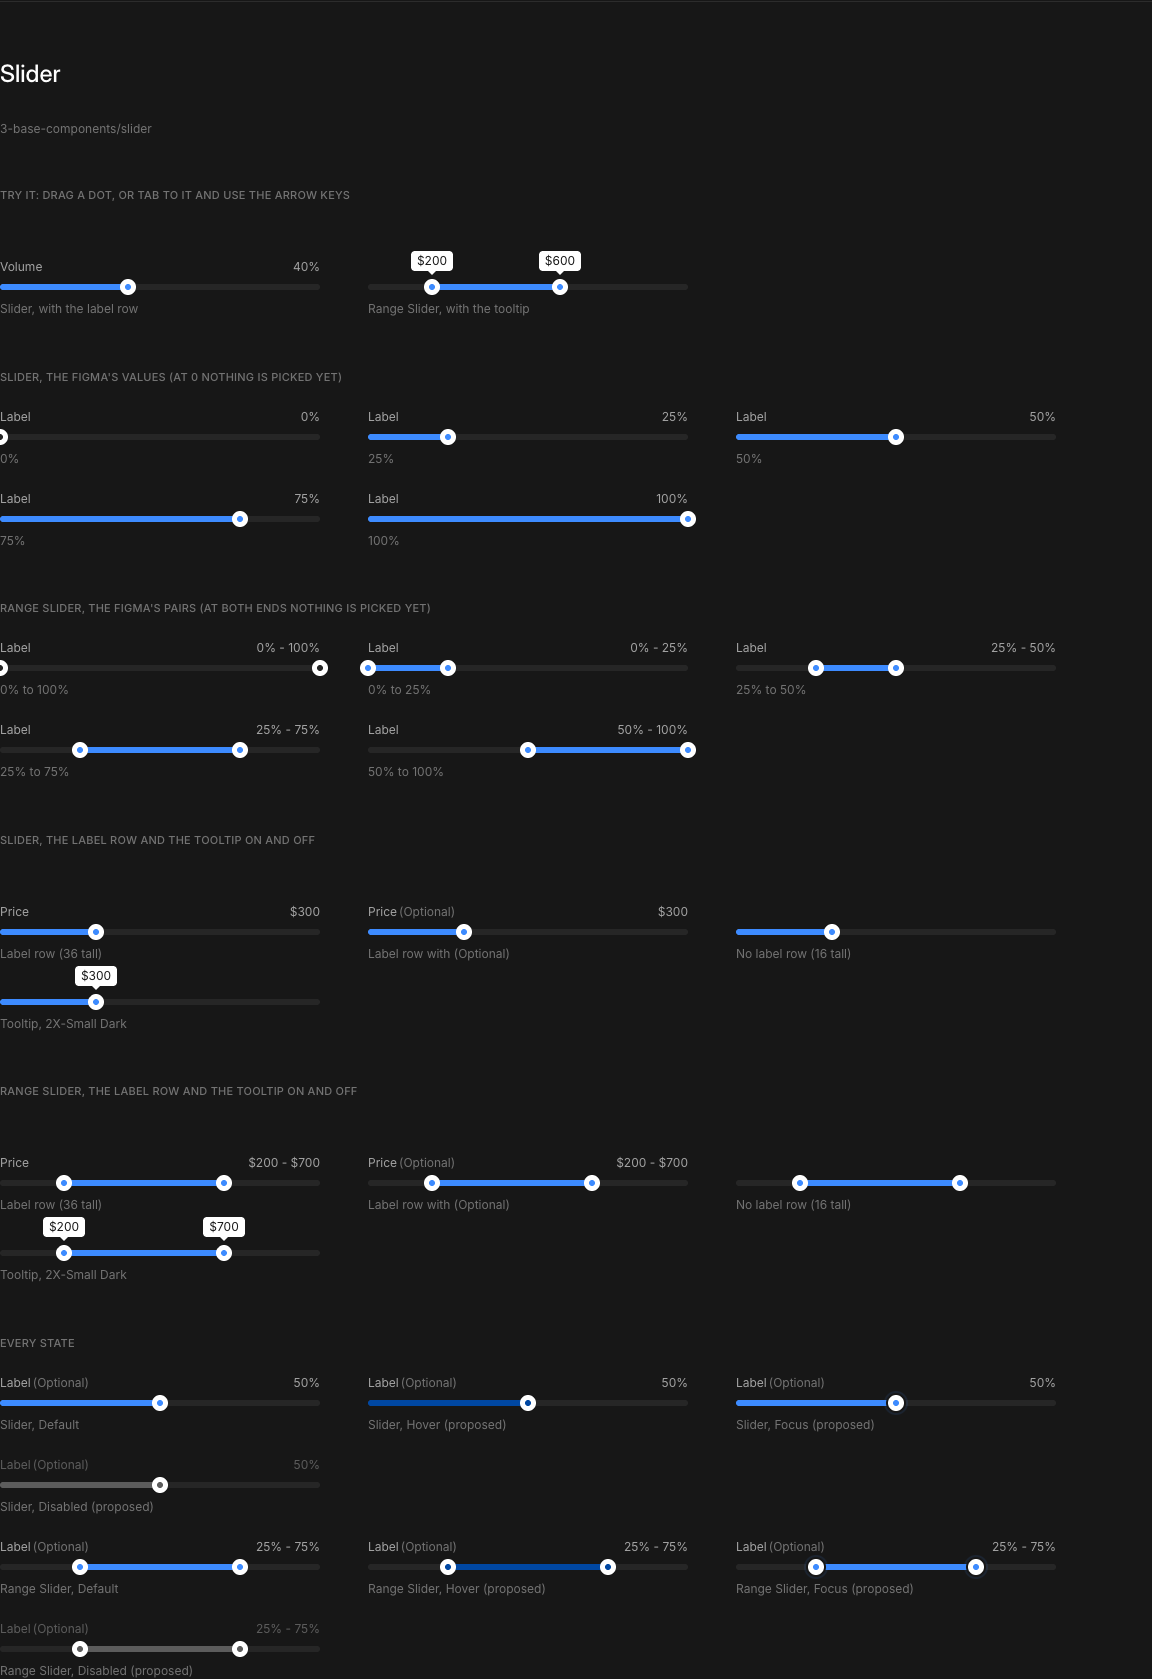 Slider
3-base-components/slider
TRY IT: DRAG A DOT, OR TAB TO IT AND USE THE ARROW KEYS
Volume 40%
$200 $600
Slider, with the label row
Range Slider, with the tooltip
SLIDER, THE FIGMA'S VALUES (AT 0 NOTHING IS PICKED YET)
Label 0%
0%
Label 25%
25%
Label 50%
50%
Label 75%
75%
Label 100%
100%
RANGE SLIDER, THE FIGMA'S PAIRS (AT BOTH ENDS NOTHING IS PICKED YET)
Label 0% - 100%
0% to 100%
Label 0% - 25%
0% to 25%
Label 25% - 50%
25% to 50%
Label 25% - 75%
25% to 75%
Label 50% - 100%
50% to 100%
SLIDER, THE LABEL ROW AND THE TOOLTIP ON AND OFF
Price $300
Label row (36 tall)
Price (Optional) $300
Label row with (Optional)
No label row (16 tall)
$300
Tooltip, 2X-Small Dark
RANGE SLIDER, THE LABEL ROW AND THE TOOLTIP ON AND OFF
Price $200 - $700
Label row (36 tall)
Price (Optional) $200 - $700
Label row with (Optional)
No label row (16 tall)
$200 $700
Tooltip, 2X-Small Dark
EVERY STATE
Label (Optional) 50%
Slider, Default
Label (Optional) 50%
Slider, Hover (proposed)
Label (Optional) 50%
Slider, Focus (proposed)
Label (Optional) 50%
Slider, Disabled (proposed)
Label (Optional) 25% - 75%
Range Slider, Default
Label (Optional) 25% - 75%
Range Slider, Hover (proposed)
Label (Optional) 25% - 75%
Range Slider, Focus (proposed)
Label (Optional) 25% - 75%
Range Slider, Disabled (proposed)